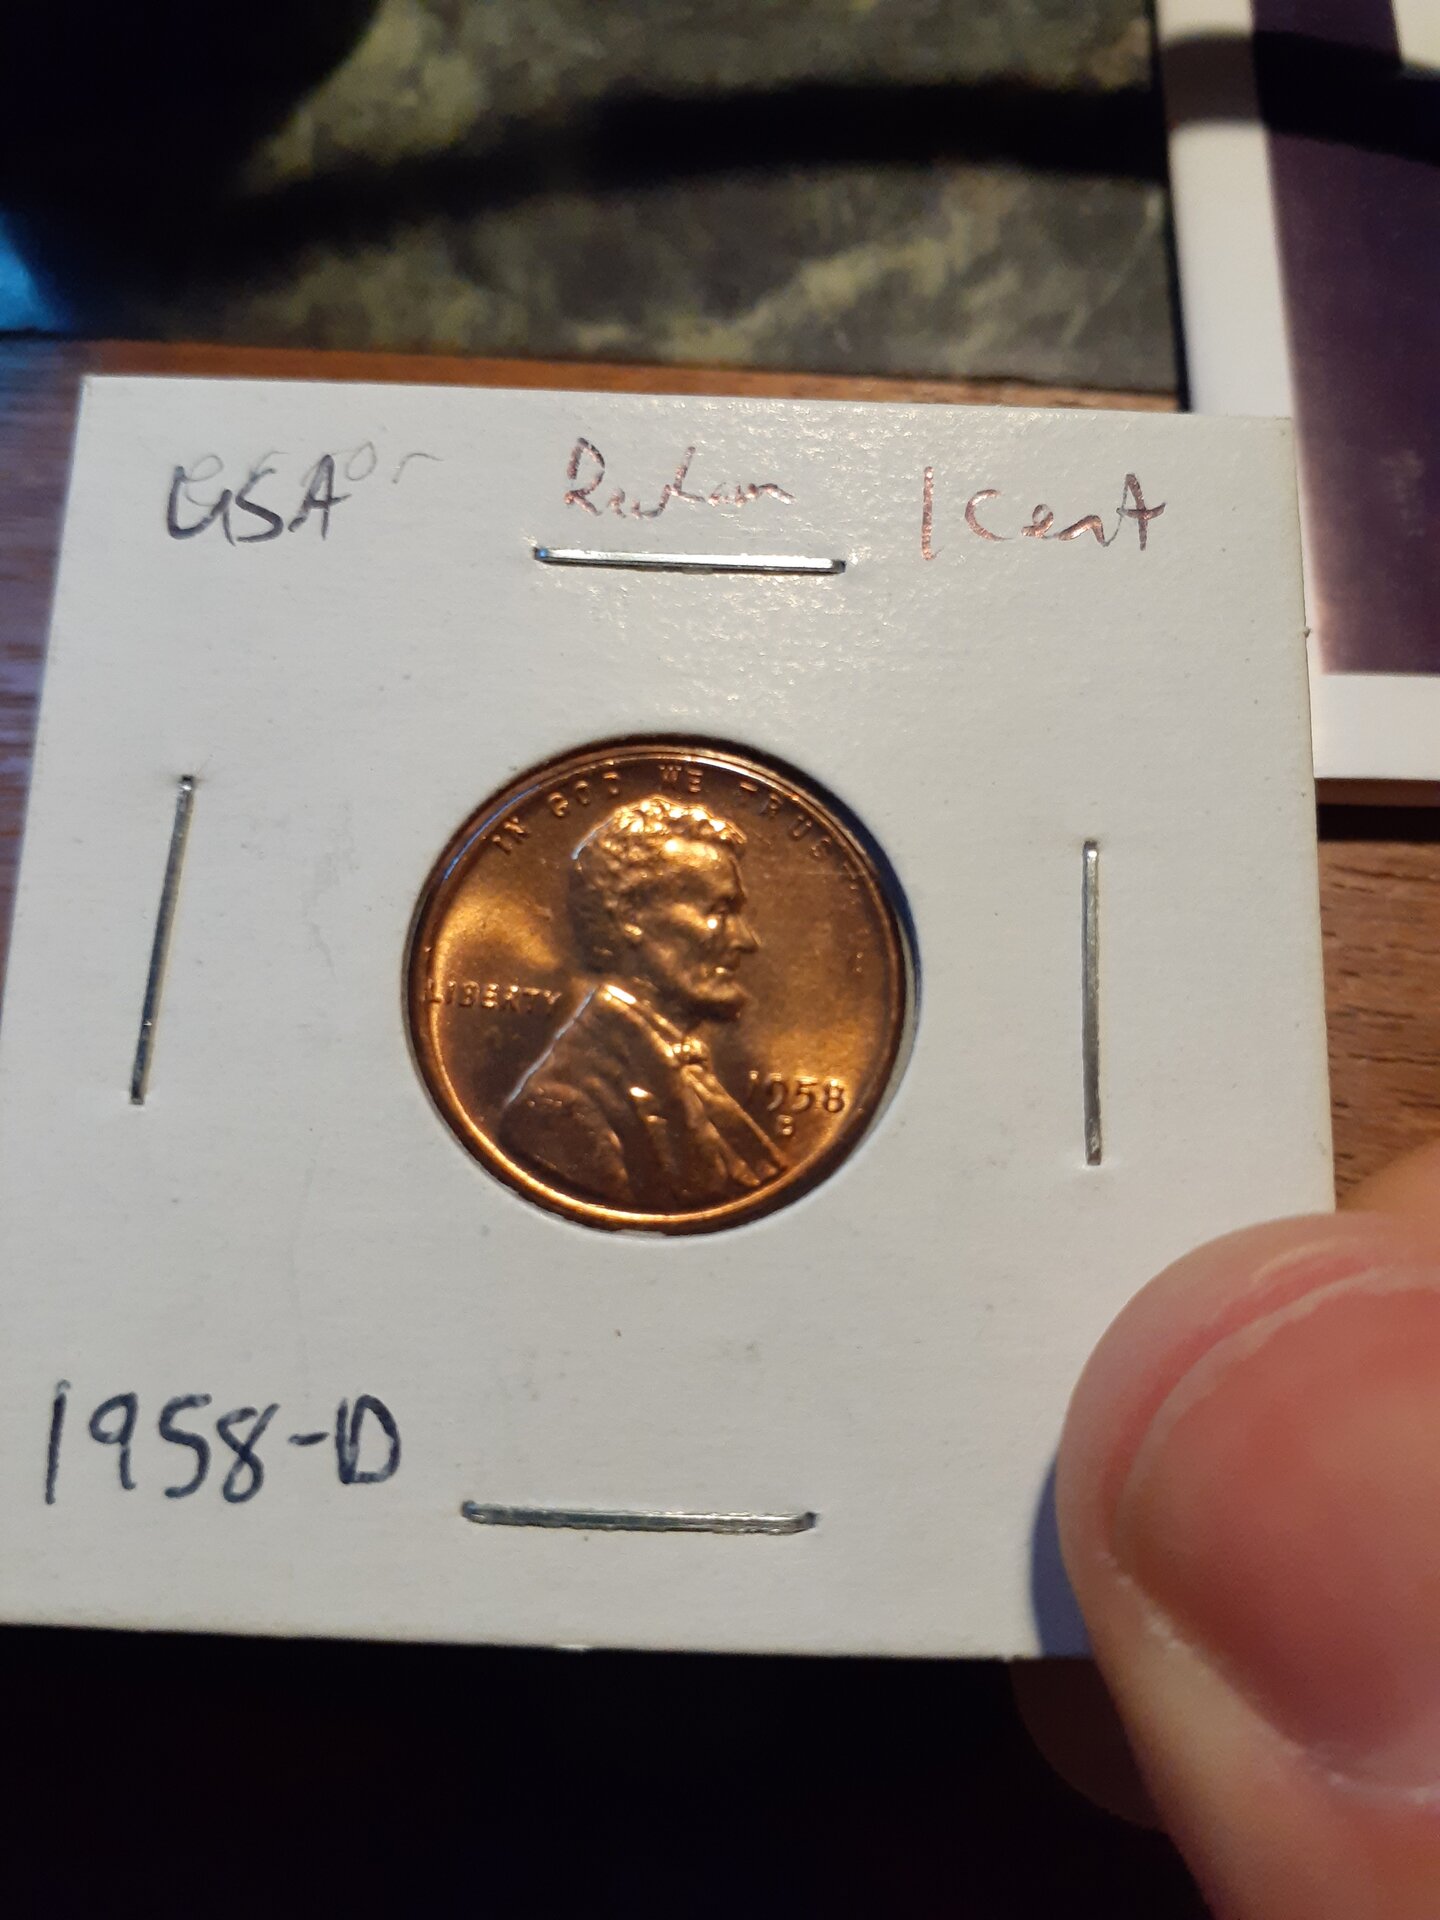 USA 1 Cent
IN GOD WE TRUST
LIBERTY
1958
D
1958-D